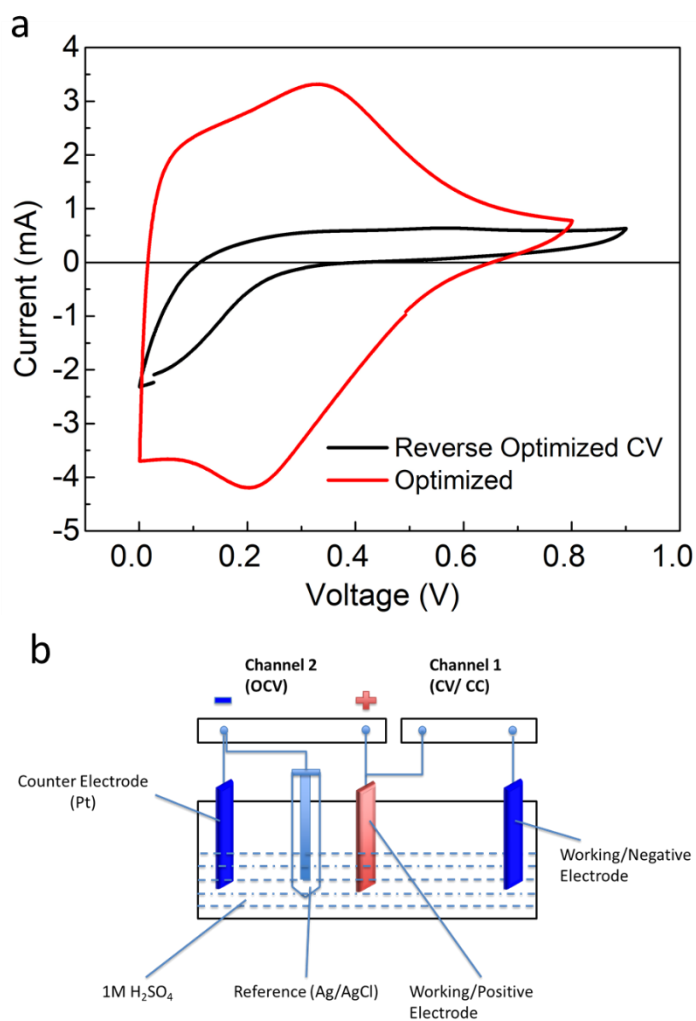 a
4
3
2
1
0
-1
-2
-3
-4
-5
Current (mA)
Reverse Optimized CV
Optimized
0.0 0.2 0.4 0.6 0.8 1.0
Voltage (V)
b
Channel 2
(OCV)
Channel 1
(CV/ CC)
Counter Electrode
(Pt)
Working/Negative
Electrode
1M H₂SO₄
Reference (Ag/AgCl)
Working/Positive
Electrode